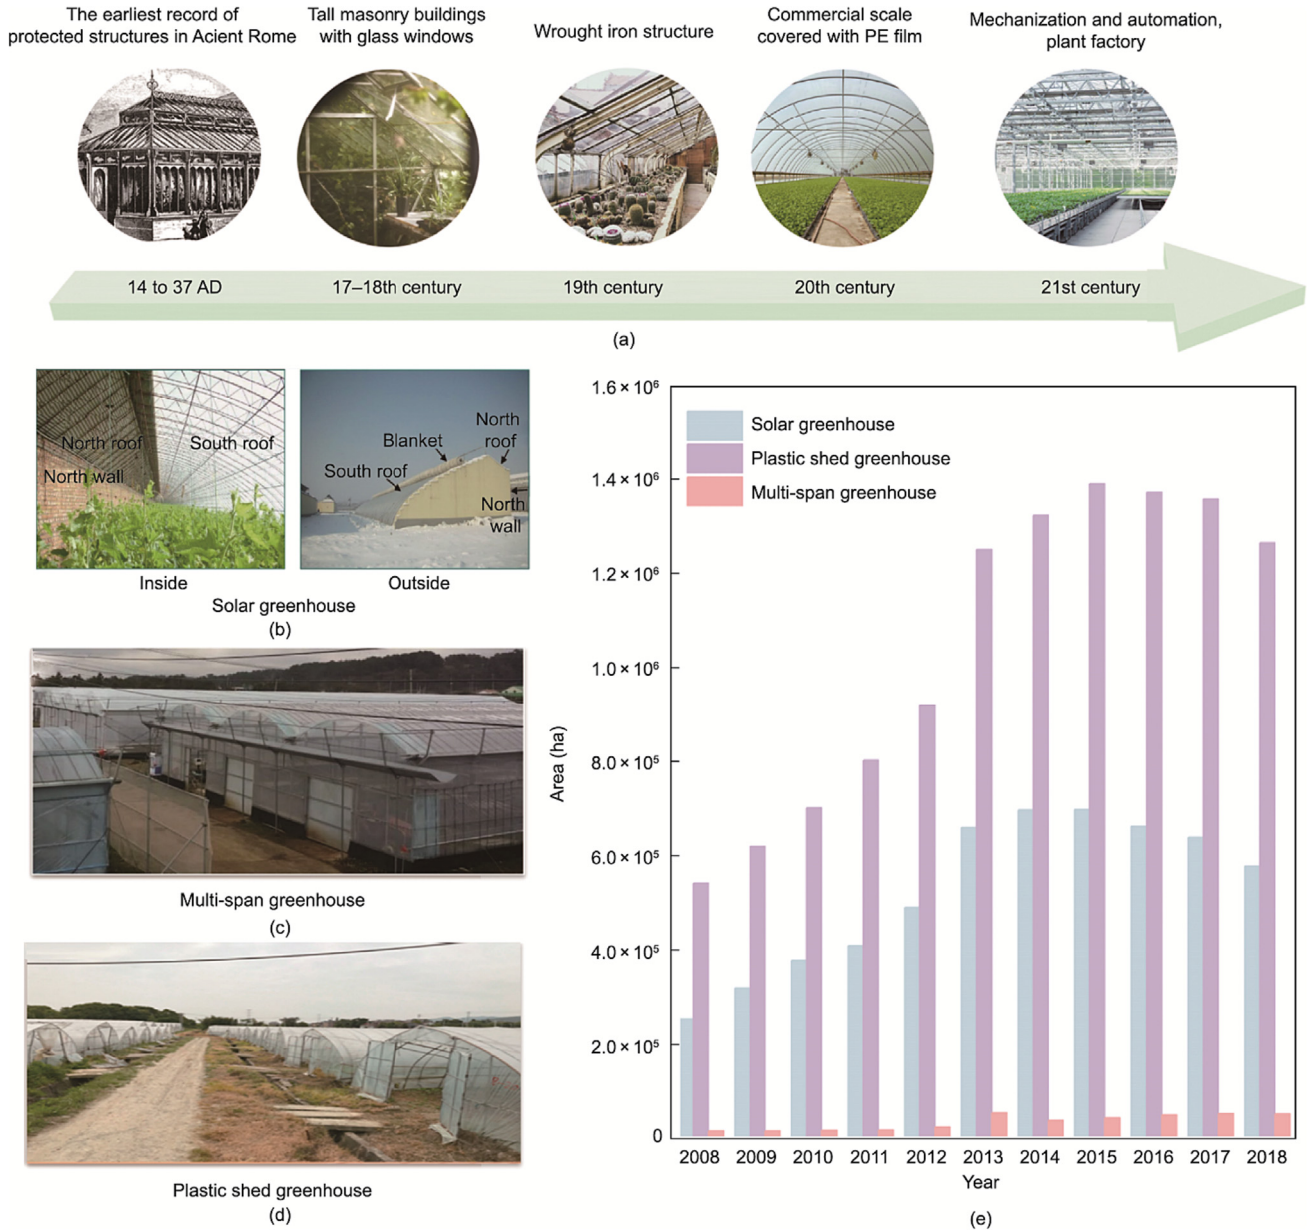 The earliest record of
protected structures in Acient Rome
Tall masonry buildings
with glass windows
Wrought iron structure
Commercial scale
covered with PE film
Mechanization and automation,
plant factory
14 to 37 AD
17–18th century
19th century
20th century
21st century
(a)
North roof
South roof
North wall
Inside
Blanket
North
roof
South roof
North
wall
Outside
Solar greenhouse
(b)
Multi-span greenhouse
(c)
Plastic shed greenhouse
(d)
Area (ha)
1.6 × 10⁶
1.4 × 10⁶
1.2 × 10⁶
1.0 × 10⁶
8.0 × 10⁵
6.0 × 10⁵
4.0 × 10⁵
2.0 × 10⁵
0
Solar greenhouse
Plastic shed greenhouse
Multi-span greenhouse
2008 2009 2010 2011 2012 2013 2014 2015 2016 2017 2018
Year
(e)